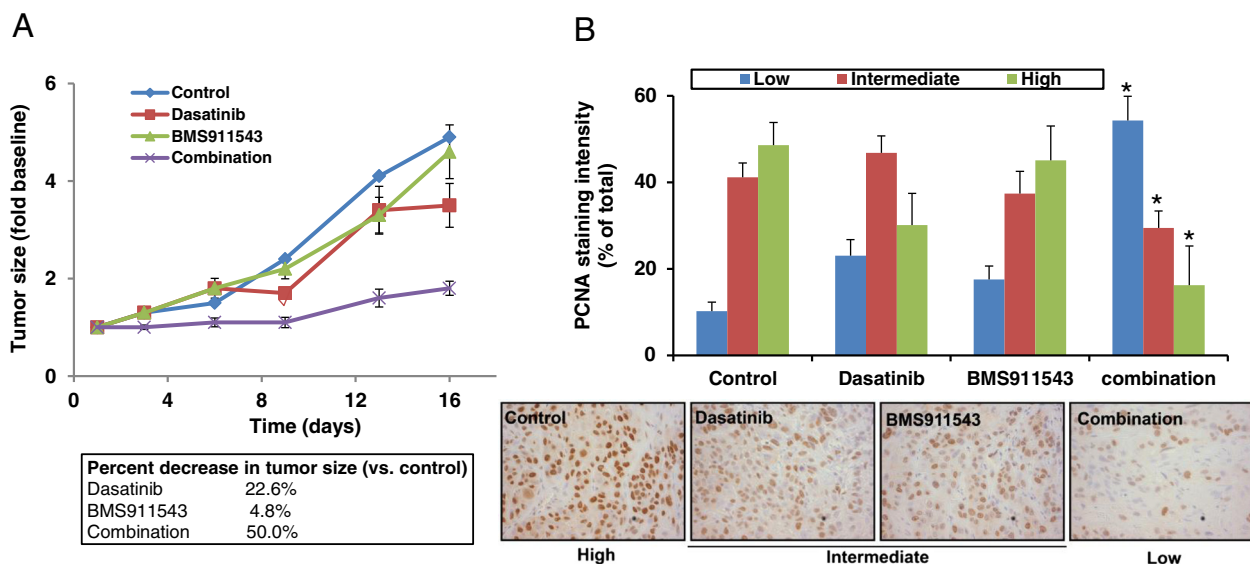 A
6
4
2
0
Tumor size (fold baseline)
Control
Dasatinib
BMS911543
Combination
0 4 8 12 16
Time (days)
Percent decrease in tumor size (vs. control)
Dasatinib 22.6%
BMS911543 4.8%
Combination 50.0%
B
Low Intermediate High
60
40
20
0
PCNA staining intensity
(% of total)
*
*
*
Control Dasatinib BMS911543 combination
Control Dasatinib BMS911543 Combination
High Intermediate Low